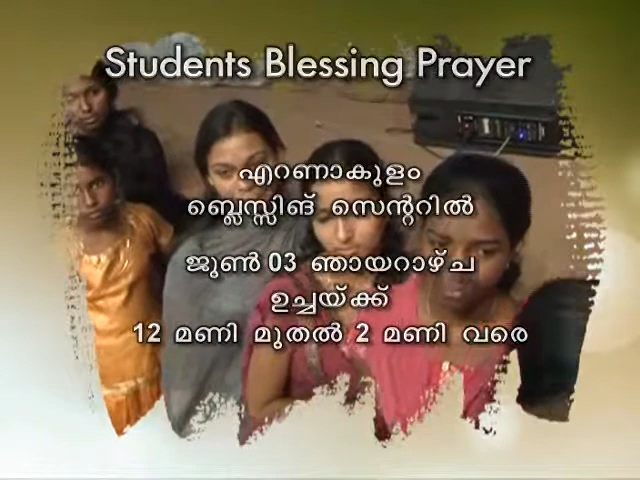 Students Blessing Prayer
എറണാകുളം
ബ്ലെസ്സിങ് സെന്ററിൽ
ജൂൺ 03 ഞായറാഴ്ച
ഉച്ചയ്ക്ക്
12 മണി മുതൽ 2 മണി വരെ